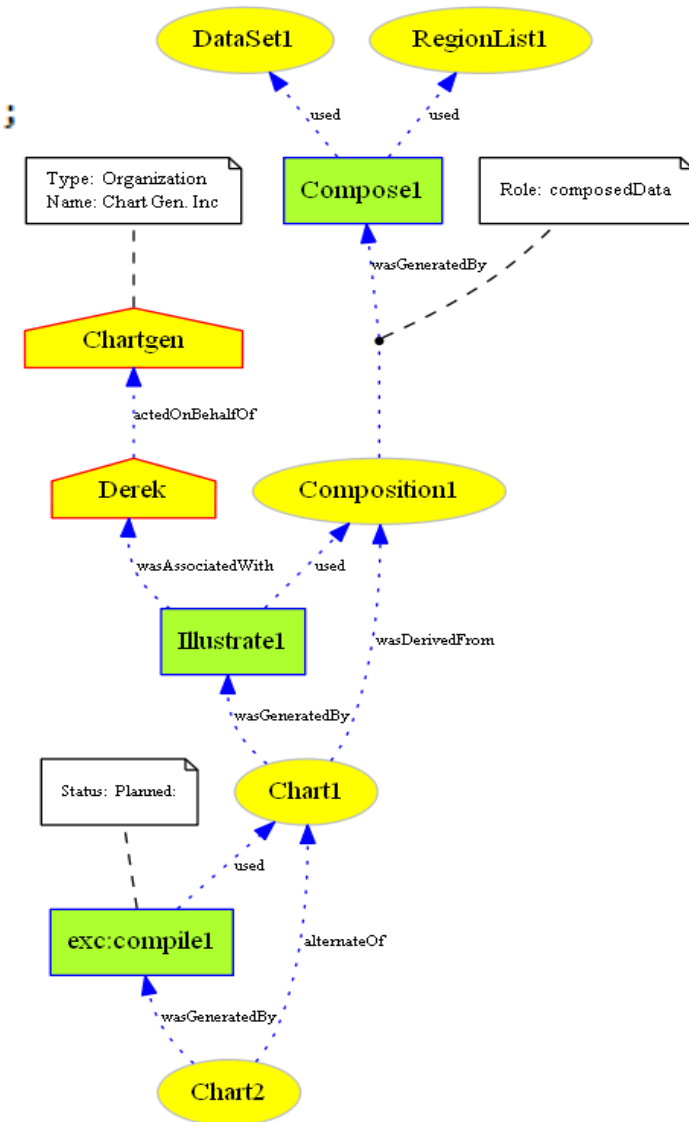 DataSet1
RegionList1
used
used
;
Type: Organization
Name: Chart Gen. Inc
Compose1
Role: composedData
wasGeneratedBy
Chartgen
actedOnBehalfOf
Derek
Composition1
wasAssociatedWith
used
Illustrate1
wasDerivedFrom
wasGeneratedBy
Status: Planned:
Chart1
used
exc:compile1
alternateOf
wasGeneratedBy
Chart2